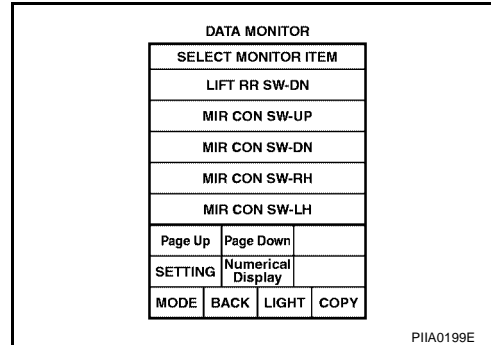 DATA MONITOR
SELECT MONITOR ITEM
LIFT RR SW-DN
MIR CON SW-UP
MIR CON SW-DN
MIR CON SW-RH
MIR CON SW-LH
Page Up Page Down
SETTING Numerical Display
MODE BACK LIGHT COPY
PIIA0199E